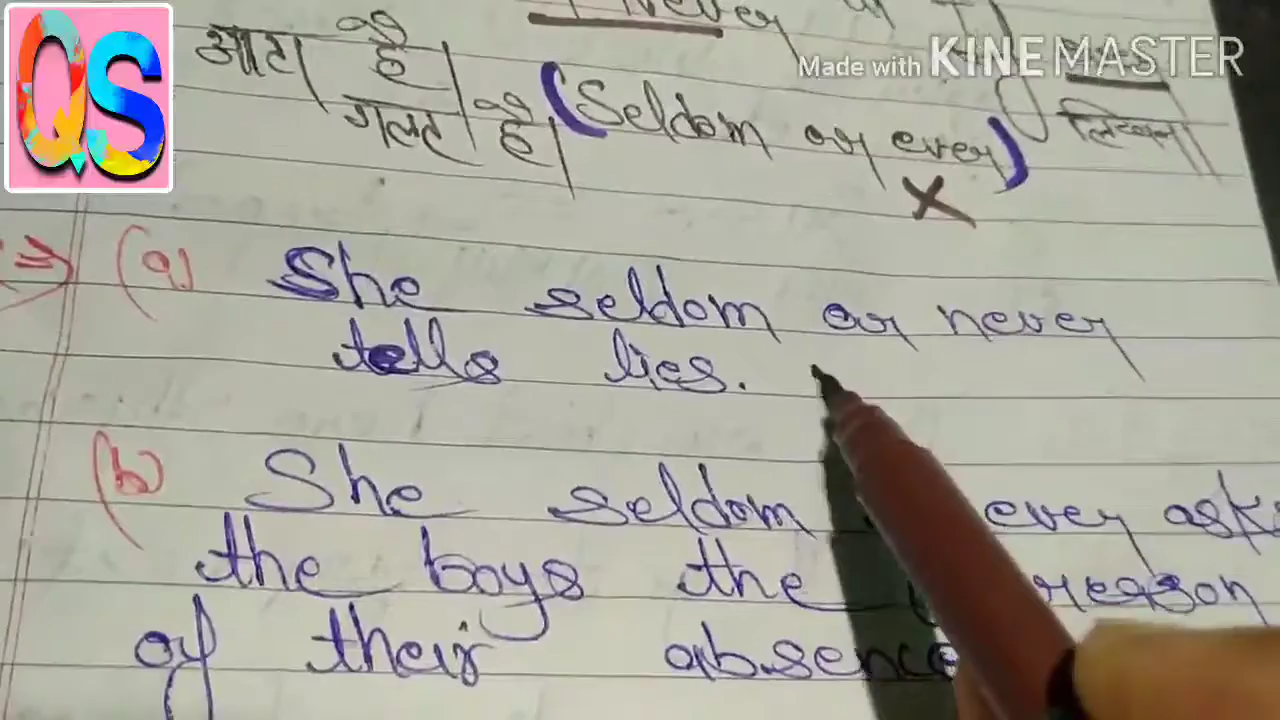 QS
Never
Made with KINEMASTER
आता है।
गलत है। (Seldom or ever)
X
(a) She seldom or never
tells lies.
(b) She seldom ever ask
the boys the reason
of their absence